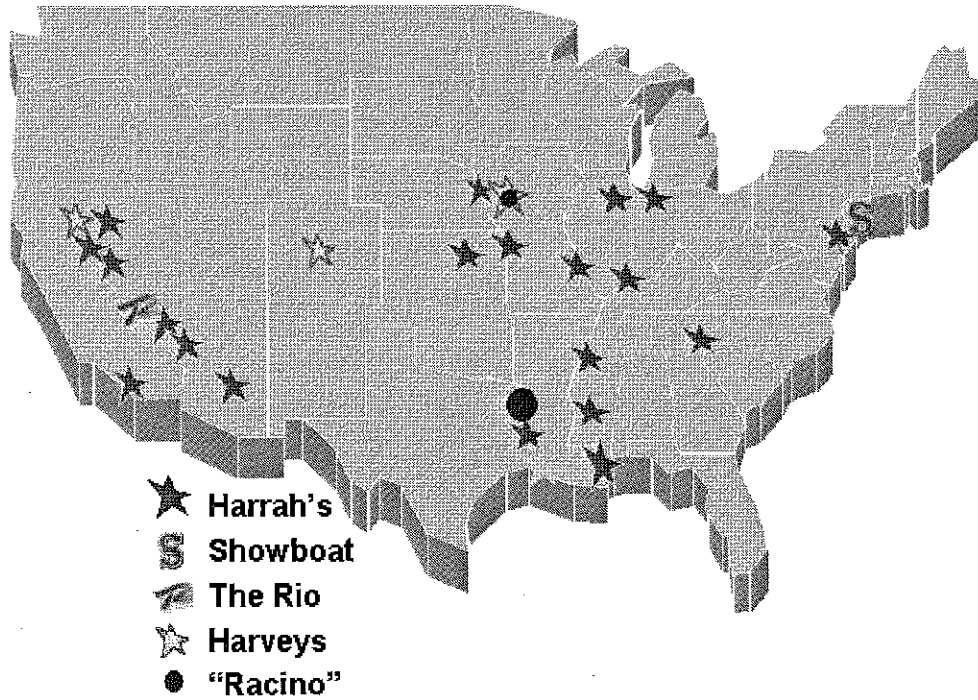 S
Harrah's
S Showboat
The Rio
Harveys
"Racino"